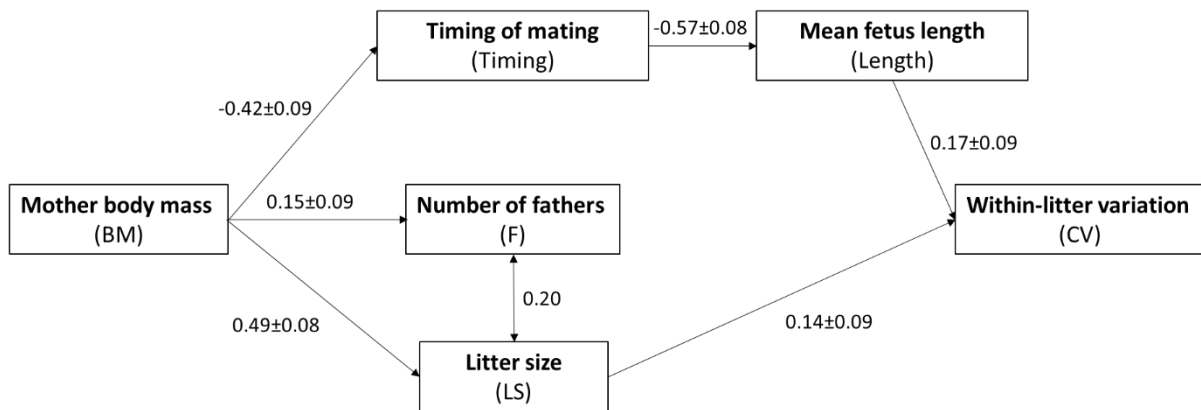 Timing of mating
(Timing)
-0.57±0.08
Mean fetus length
(Length)
-0.42±0.09
0.17±0.09
Mother body mass
(BM)
0.15±0.09
Number of fathers
(F)
Within-litter variation
(CV)
0.20
0.49±0.08
0.14±0.09
Litter size
(LS)